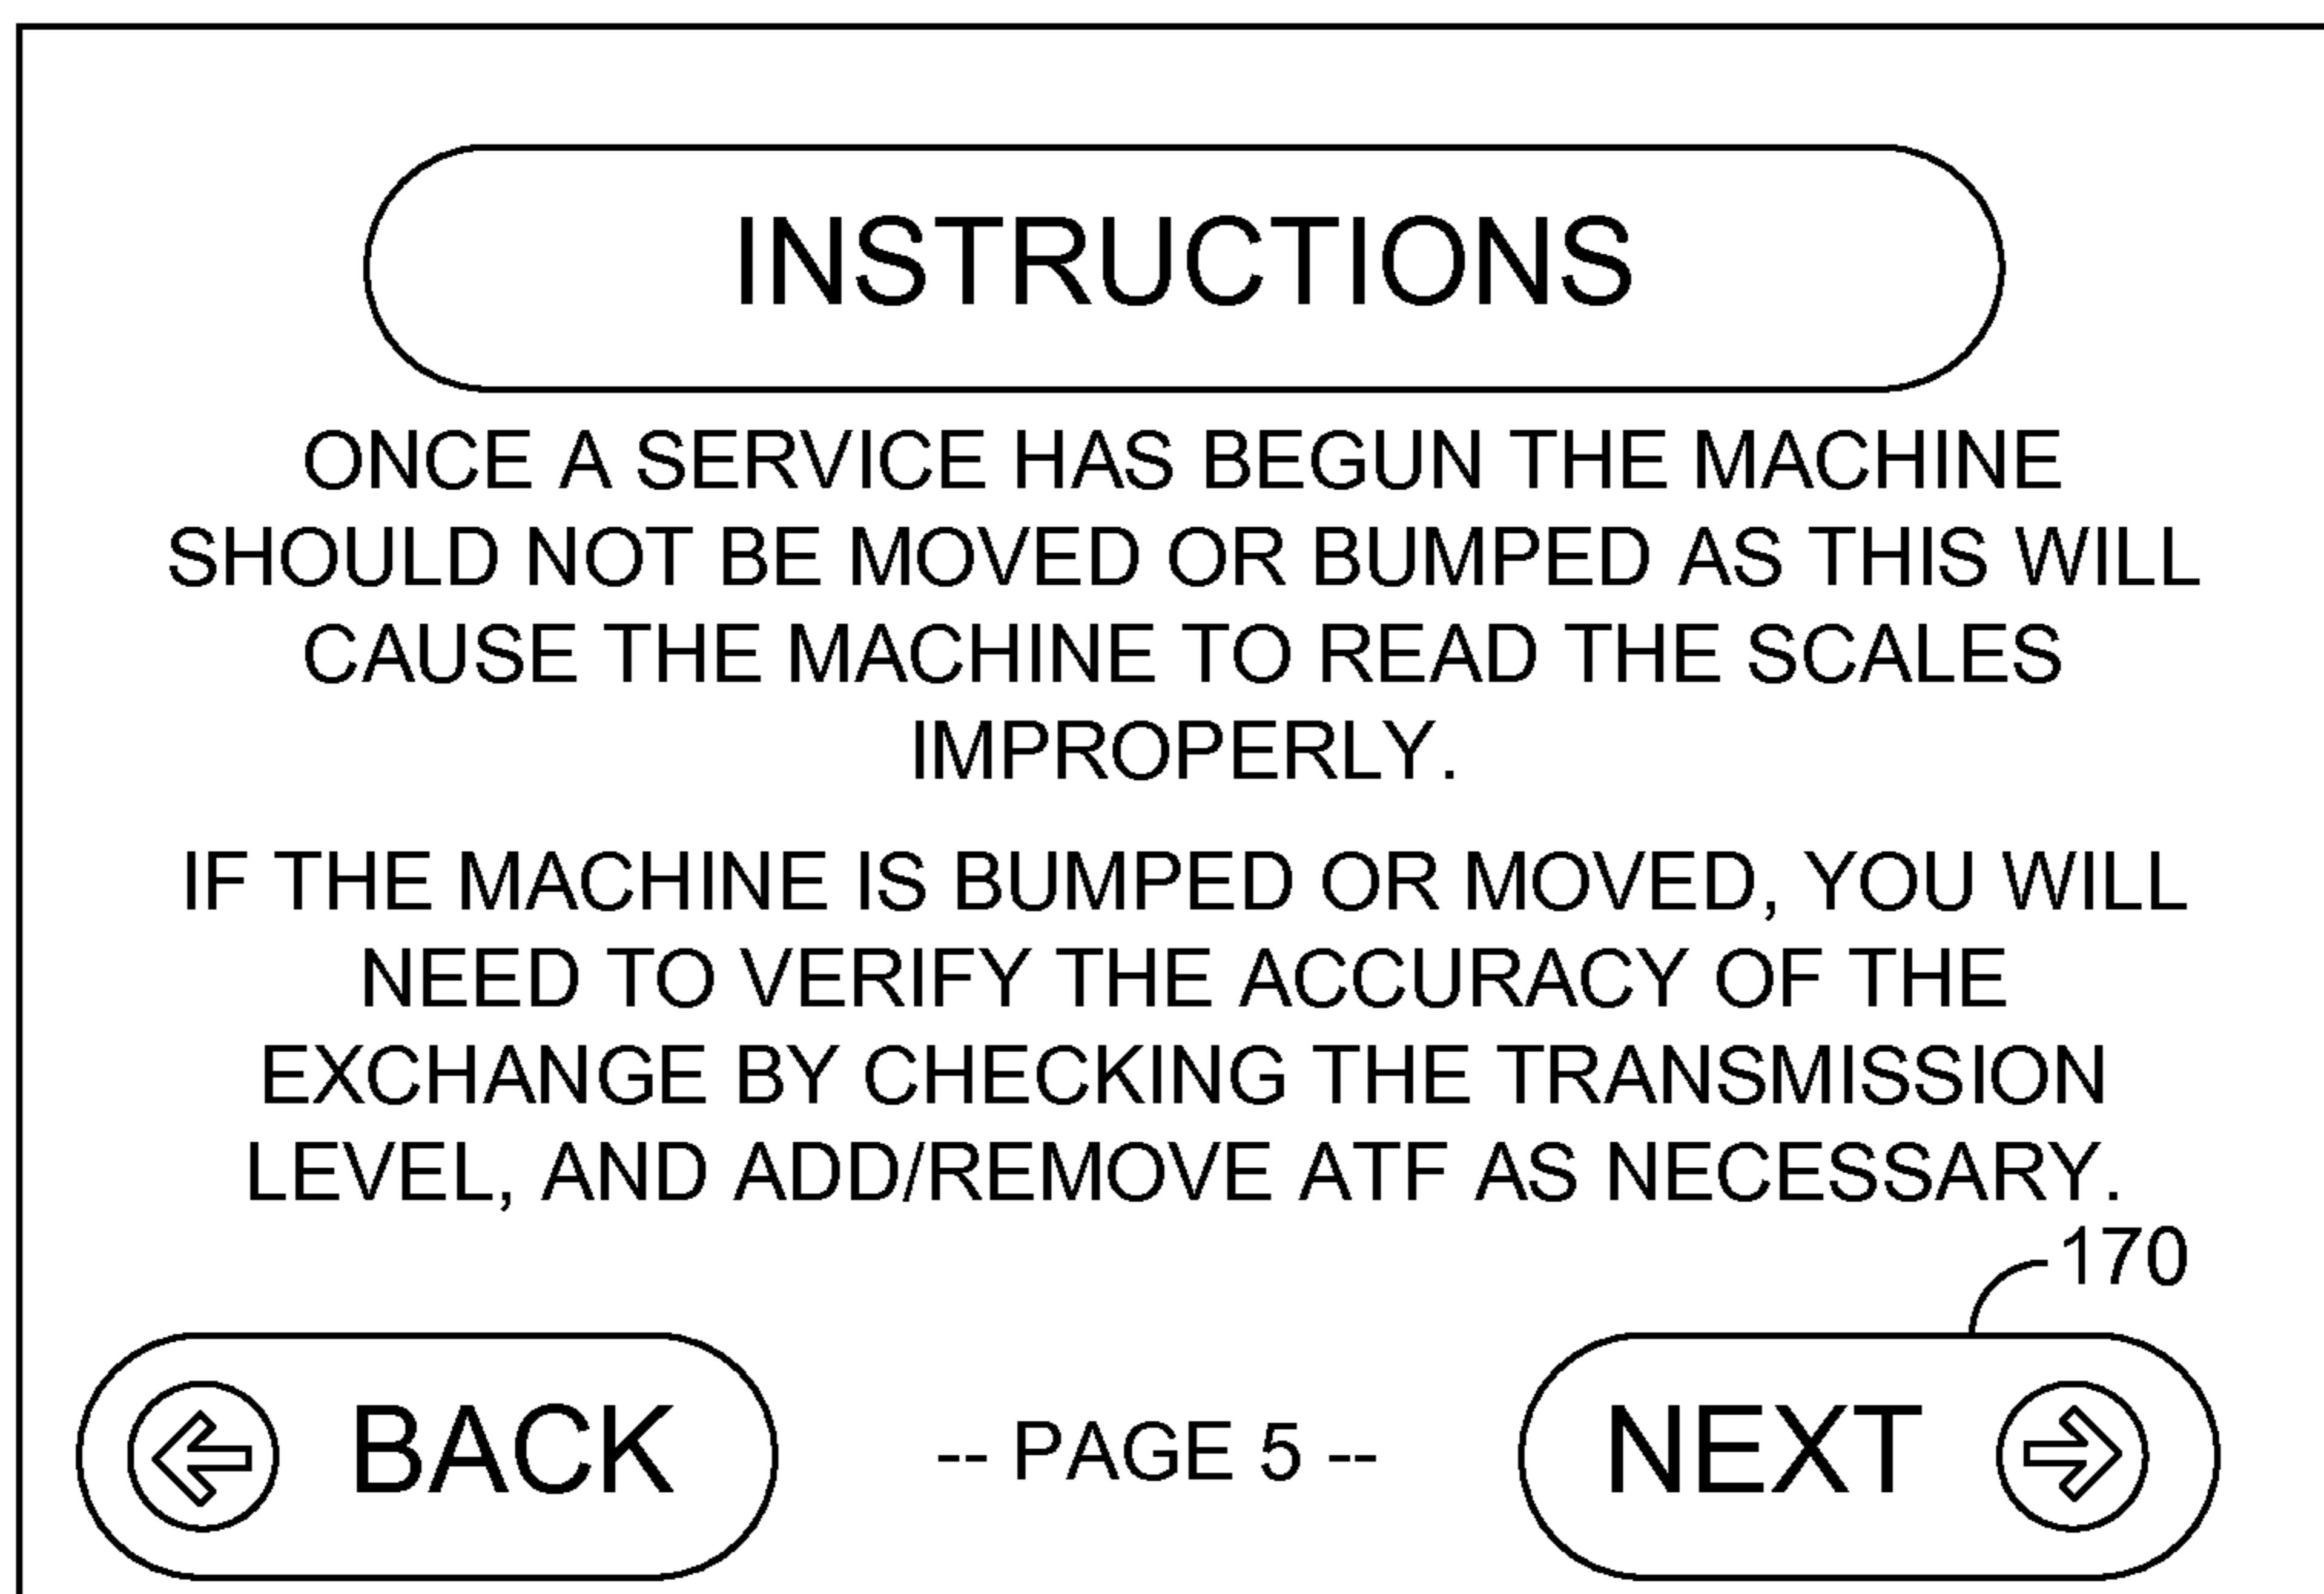 INSTRUCTIONS
ONCE A SERVICE HAS BEGUN THE MACHINE
SHOULD NOT BE MOVED OR BUMPED AS THIS WILL
CAUSE THE MACHINE TO READ THE SCALES
IMPROPERLY.
IF THE MACHINE IS BUMPED OR MOVED, YOU WILL
NEED TO VERIFY THE ACCURACY OF THE
EXCHANGE BY CHECKING THE TRANSMISSION
LEVEL, AND ADD/REMOVE ATF AS NECESSARY.
170
BACK -- PAGE 5 -- NEXT